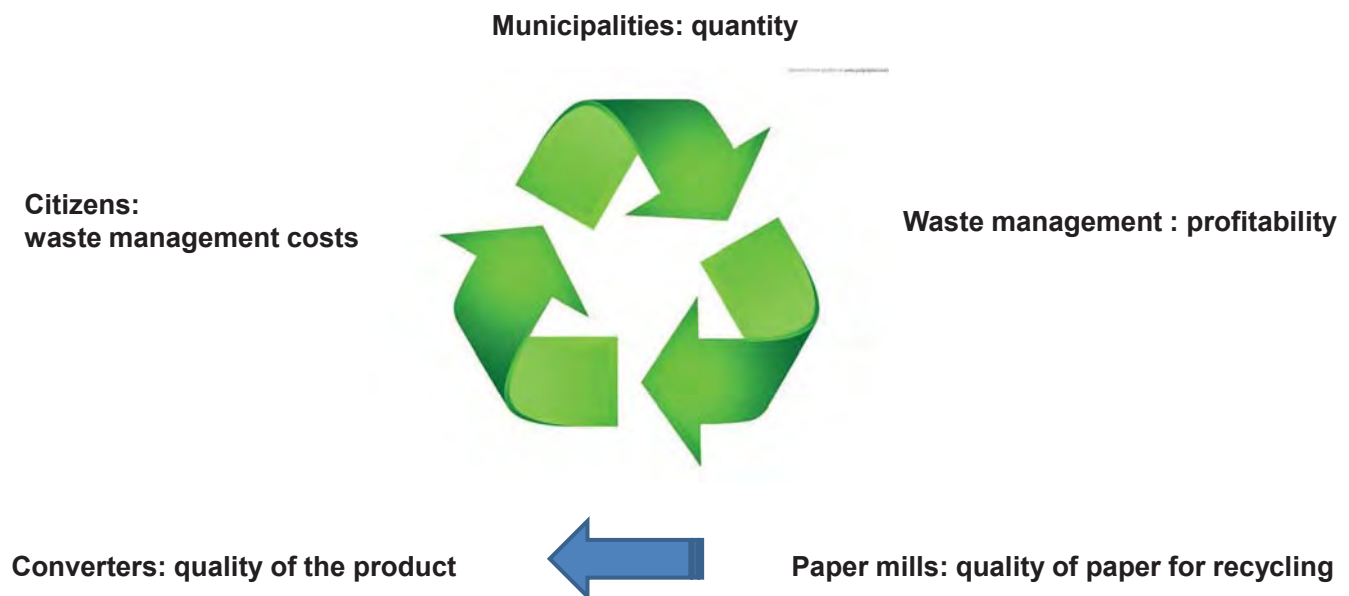 Municipalities: quantity
Citizens:
waste management costs
Waste management : profitability
Converters: quality of the product
Paper mills: quality of paper for recycling